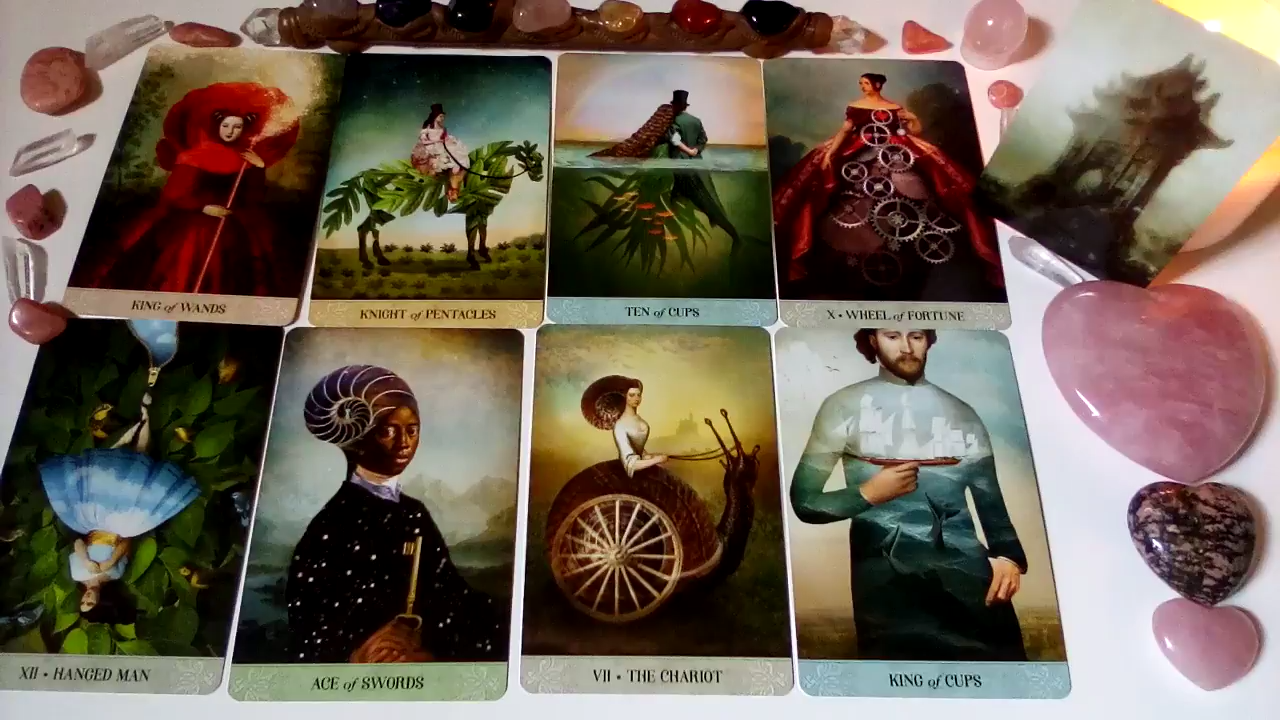 KING of WANDS
KNIGHT of PENTACLES
TEN of CUPS
X • WHEEL of FORTUNE
XII • HANGED MAN
ACE of SWORDS
VII • THE CHARIOT
KING of CUPS